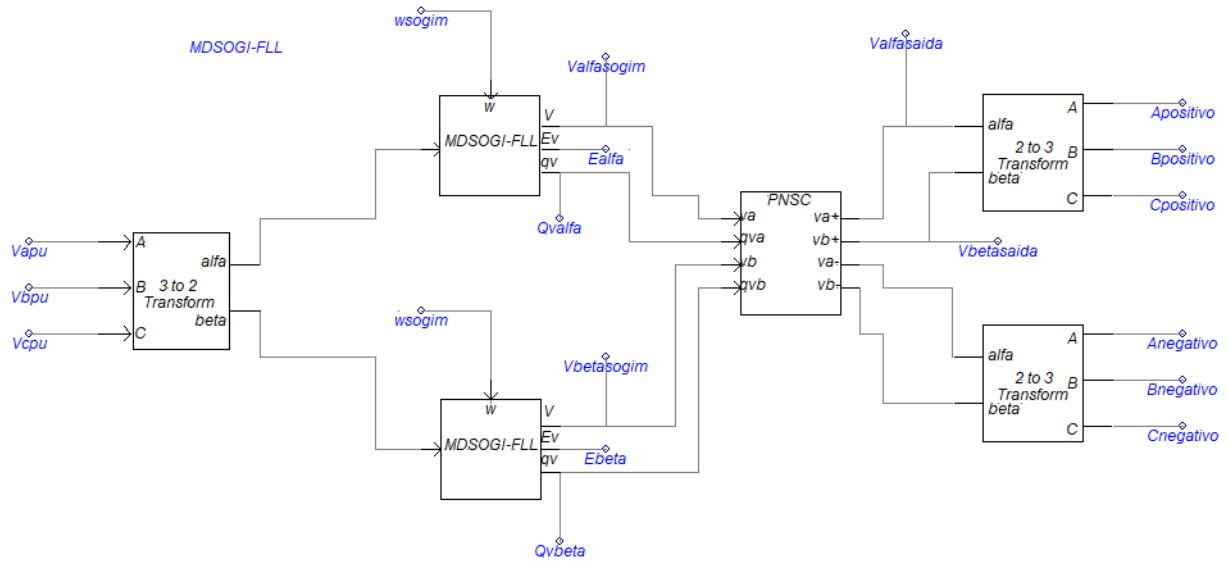 wsogim
MDSOGI-FLL
Valfasogim
Valfasaida
w
V
MDSOGI-FLL
Ev
qv
Ealfa
Qvalfa
Vapu
Vbpu
Vcpu
A
B
C
3 to 2
Transform
alfa
beta
PNSC
va
qva
vb
qvb
va+
vb+
va-
vb-
alfa
2 to 3
Transform
beta
A
B
C
Apositivo
Bpositivo
Cpositivo
Vbetasaida
wsogim
Vbetasogim
w
V
MDSOGI-FLL
Ev
qv
Ebeta
Qvbeta
alfa
2 to 3
Transform
beta
A
B
C
Anegativo
Bnegativo
Cnegativo